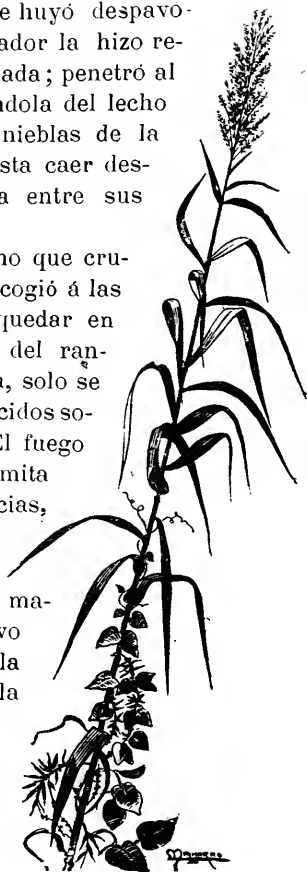 e huyó despavo-
ador la hizo re-
ada; penetró al
ndola del lecho
nieblas de la
sta caer des-
a entre sus
no que cru-
cogió á las
quedar en
del ran-
a, solo se
cidos so-
El fuego
mita
cias,
ma-
vo
la
la